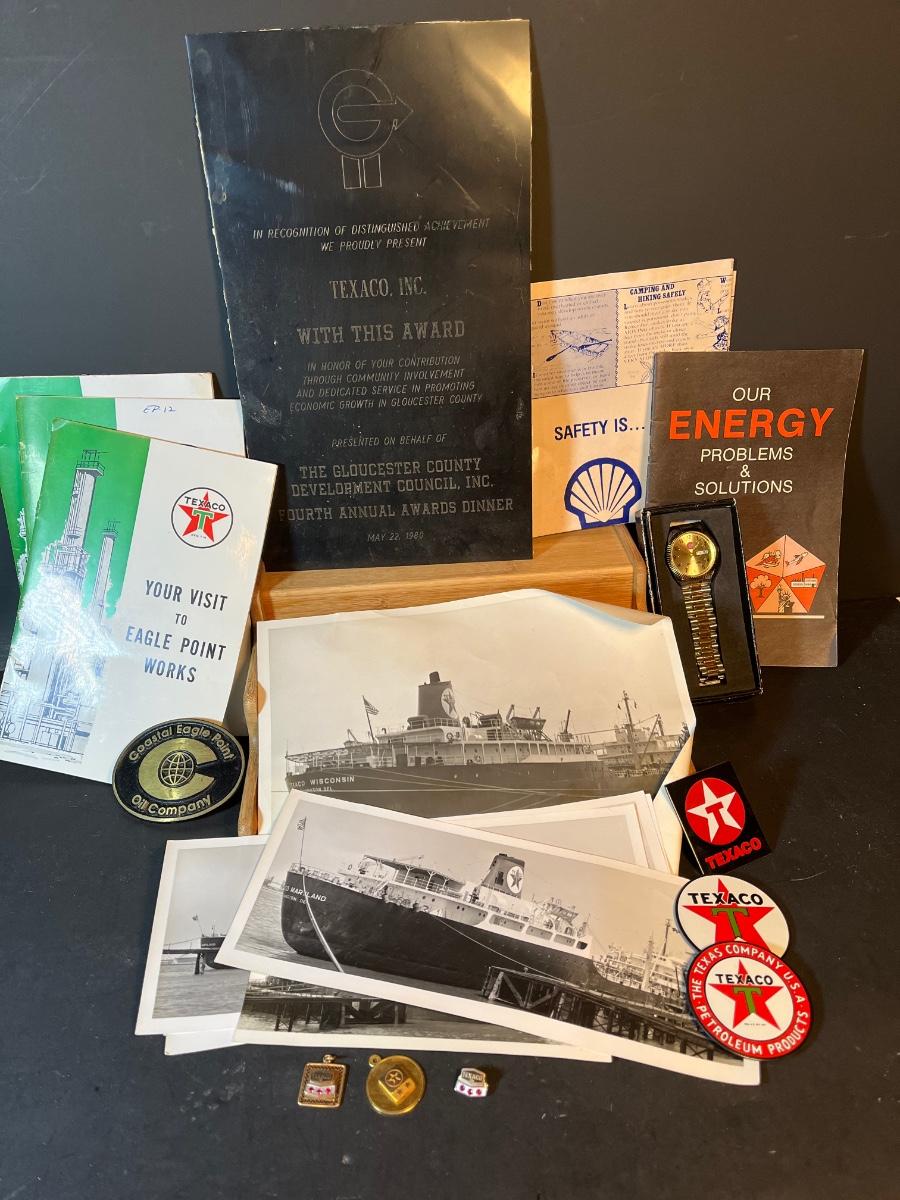 IN RECOGNITION OF DISTINGUISHED ACHIEVEMENT
WE PROUDLY PRESENT
TEXACO, INC.
WITH THIS AWARD
IN HONOR OF YOUR CONTRIBUTION
THROUGH COMMUNITY INVOLVEMENT
AND DEDICATED SERVICE IN PROMOTING
ECONOMIC GROWTH IN GLOUCESTER COUNTY
PRESENTED ON BEHALF OF
THE GLOUCESTER COUNTY
DEVELOPMENT COUNCIL, INC.
FOURTH ANNUAL AWARDS DINNER
MAY 22, 1980
CAMPING AND
HIKING SAFELY
SAFETY IS...
OUR
ENERGY
PROBLEMS
&
SOLUTIONS
EP-12
TEXACO
T
YOUR VISIT
TO
EAGLE POINT
WORKS
Coastal Eagle Point
Oil Company
WISCONSIN
MARYLAND
TEXACO
TEXACO
T
THE TEXAS COMPANY U.S.A.
TEXACO
T
PETROLEUM PRODUCTS